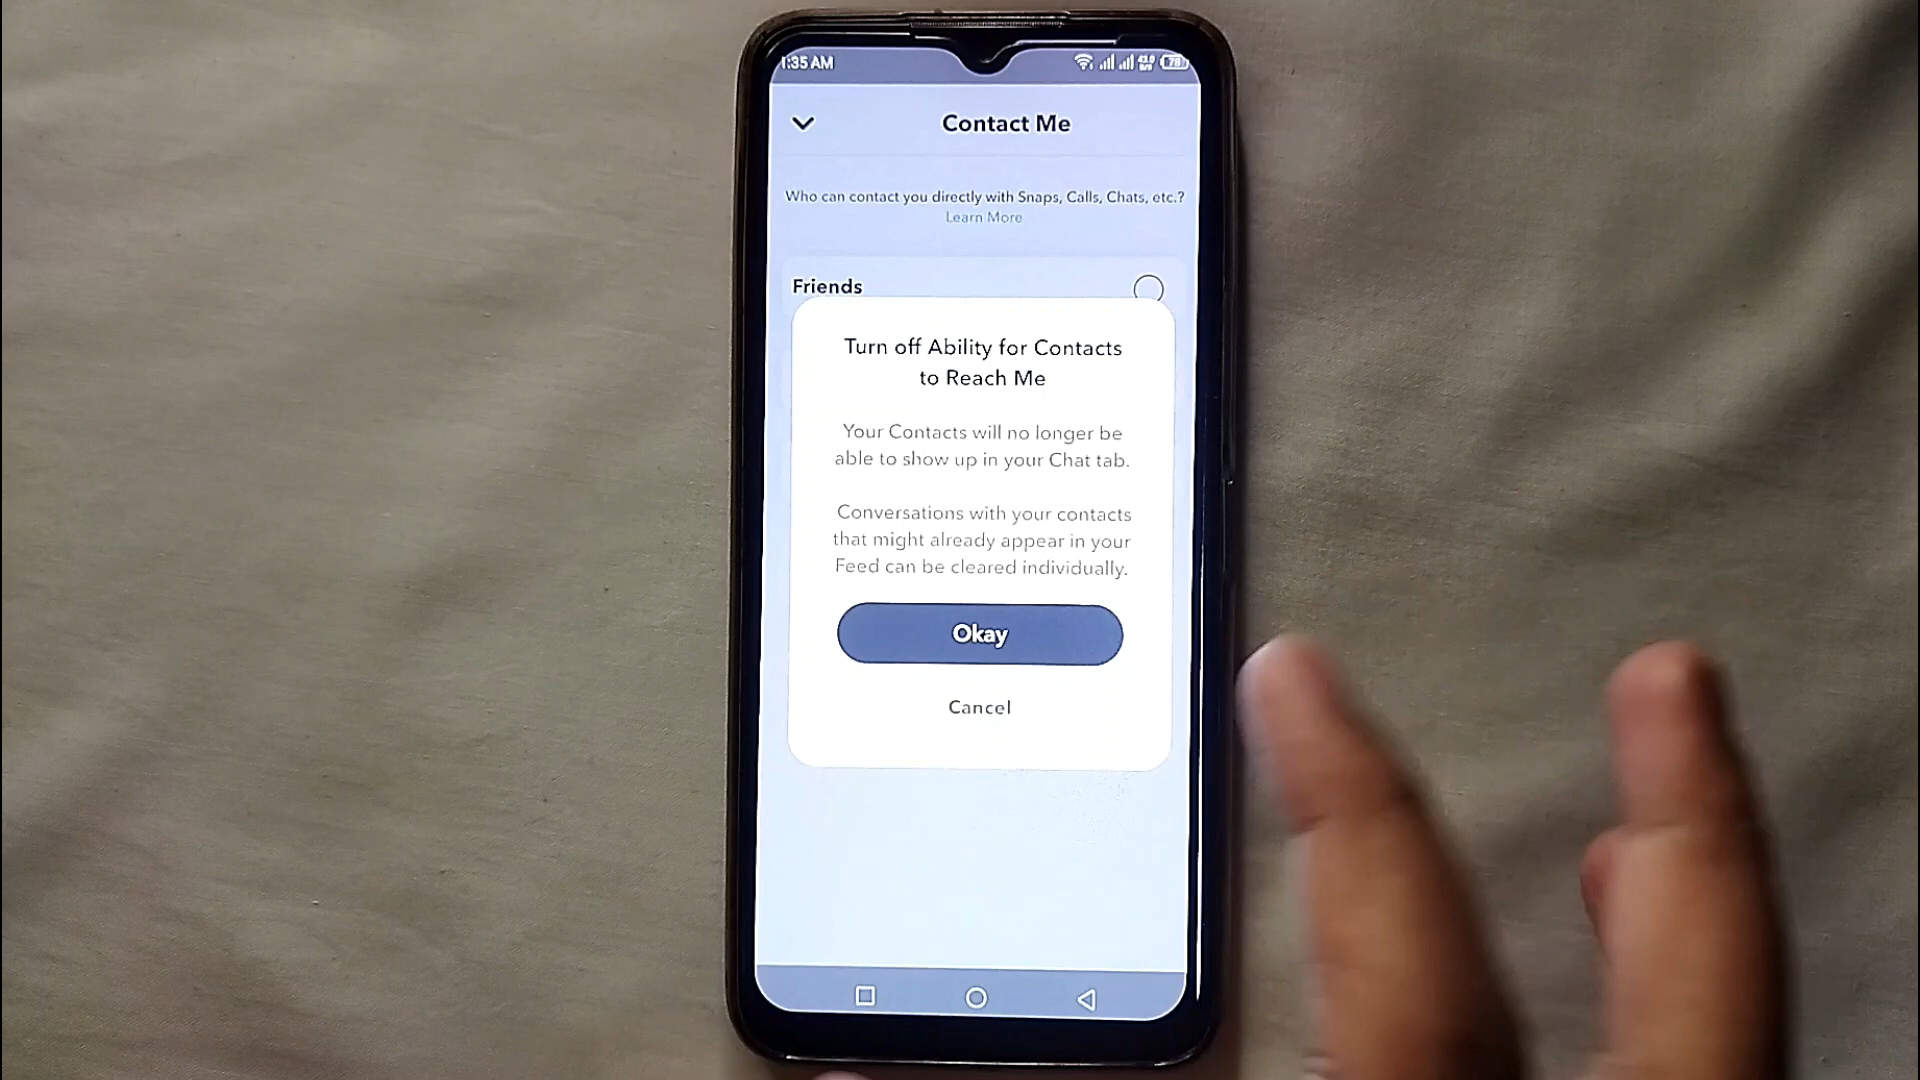 1:35 AM
78
Contact Me
Who can contact you directly with Snaps, Calls, Chats, etc.?
Learn More
Friends
Turn off Ability for Contacts
to Reach Me
Your Contacts will no longer be
able to show up in your Chat tab.
Conversations with your contacts
that might already appear in your
Feed can be cleared individually.
Okay
Cancel